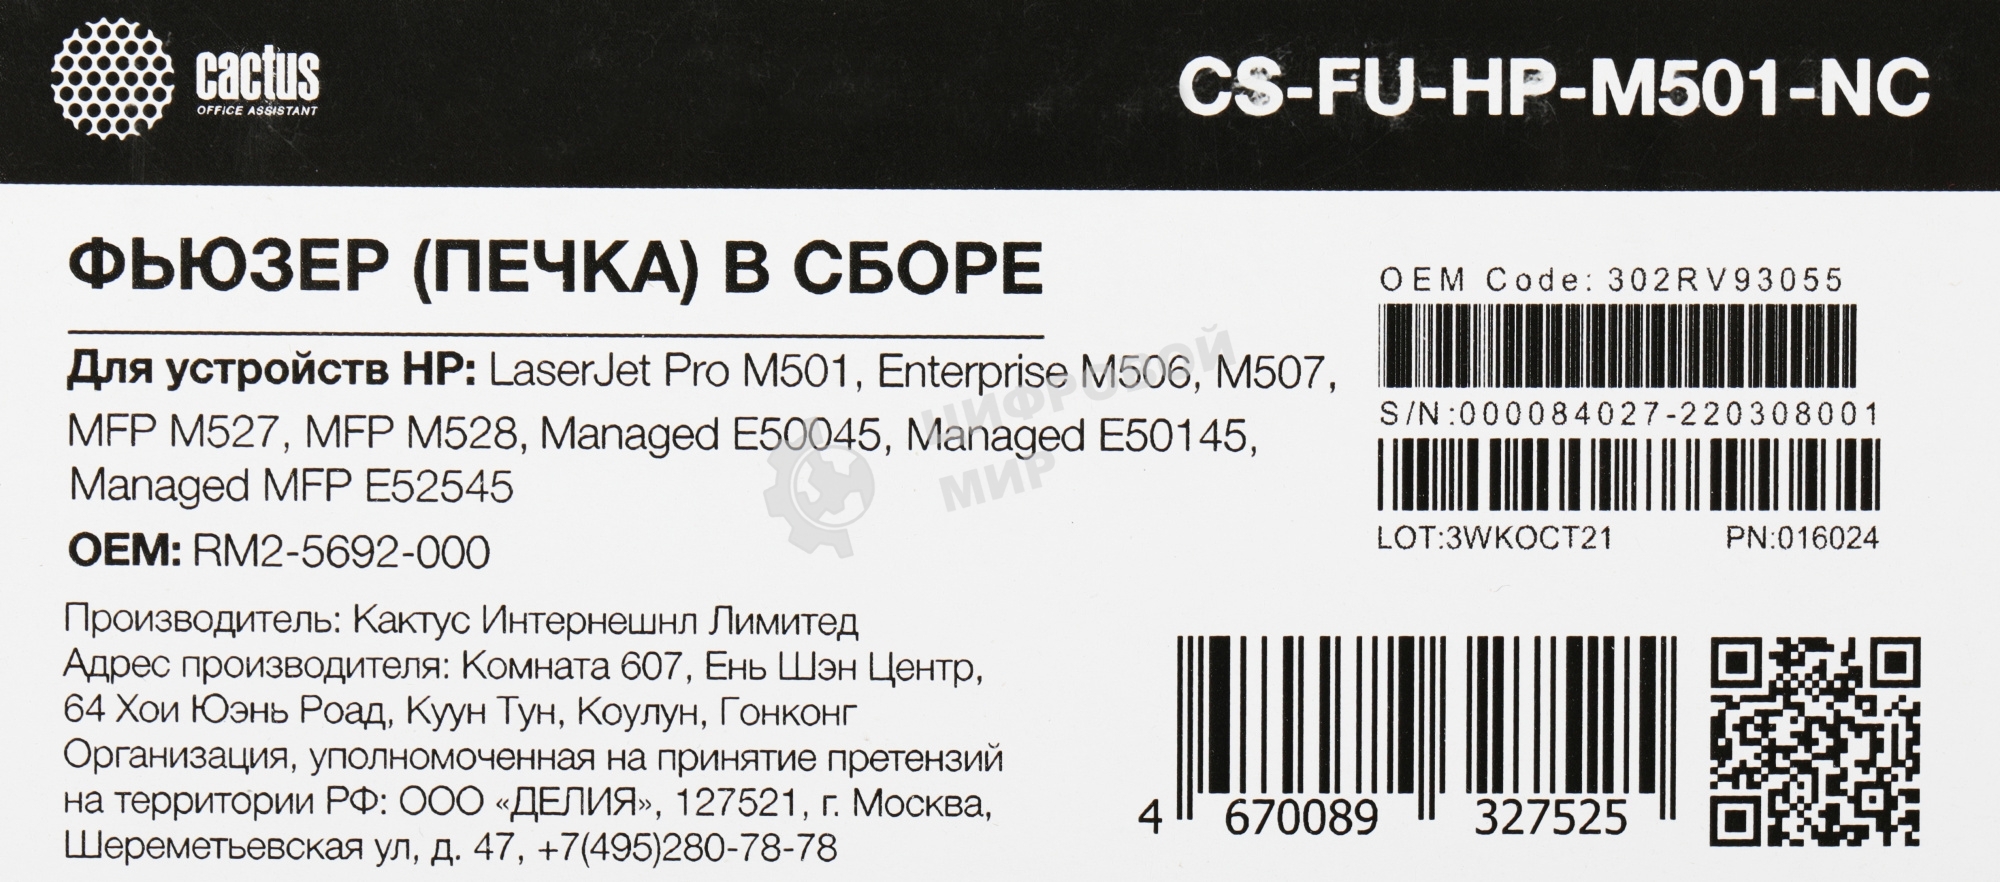 cactus
OFFICE ASSISTANT
CS-FU-HP-M501-NC
ФЬЮЗЕР (ПЕЧКА) В СБОРЕ
Для устройств HP: LaserJet Pro M501, Enterprise M506, M507,
MFP M527, MFP M528, Managed E50045, Managed E50145,
Managed MFP E52545
OEM: RM2-5692-000
Производитель: Кактус Интернешнл Лимитед
Адрес производителя: Комната 607, Ень Шэн Центр,
64 Хои Юэнь Роад, Куун Тун, Коулун, Гонконг
Организация, уполномоченная на принятие претензий
на территории РФ: ООО «ДЕЛИЯ», 127521, г. Москва,
Шереметьевская ул, д. 47, +7(495)280-78-78
OEM Code: 302RV93055
S/N:000084027-220308001
LOT:3WKOCT21 PN:016024
4 670089 327525
ЦИФРОВОЙ
МИР